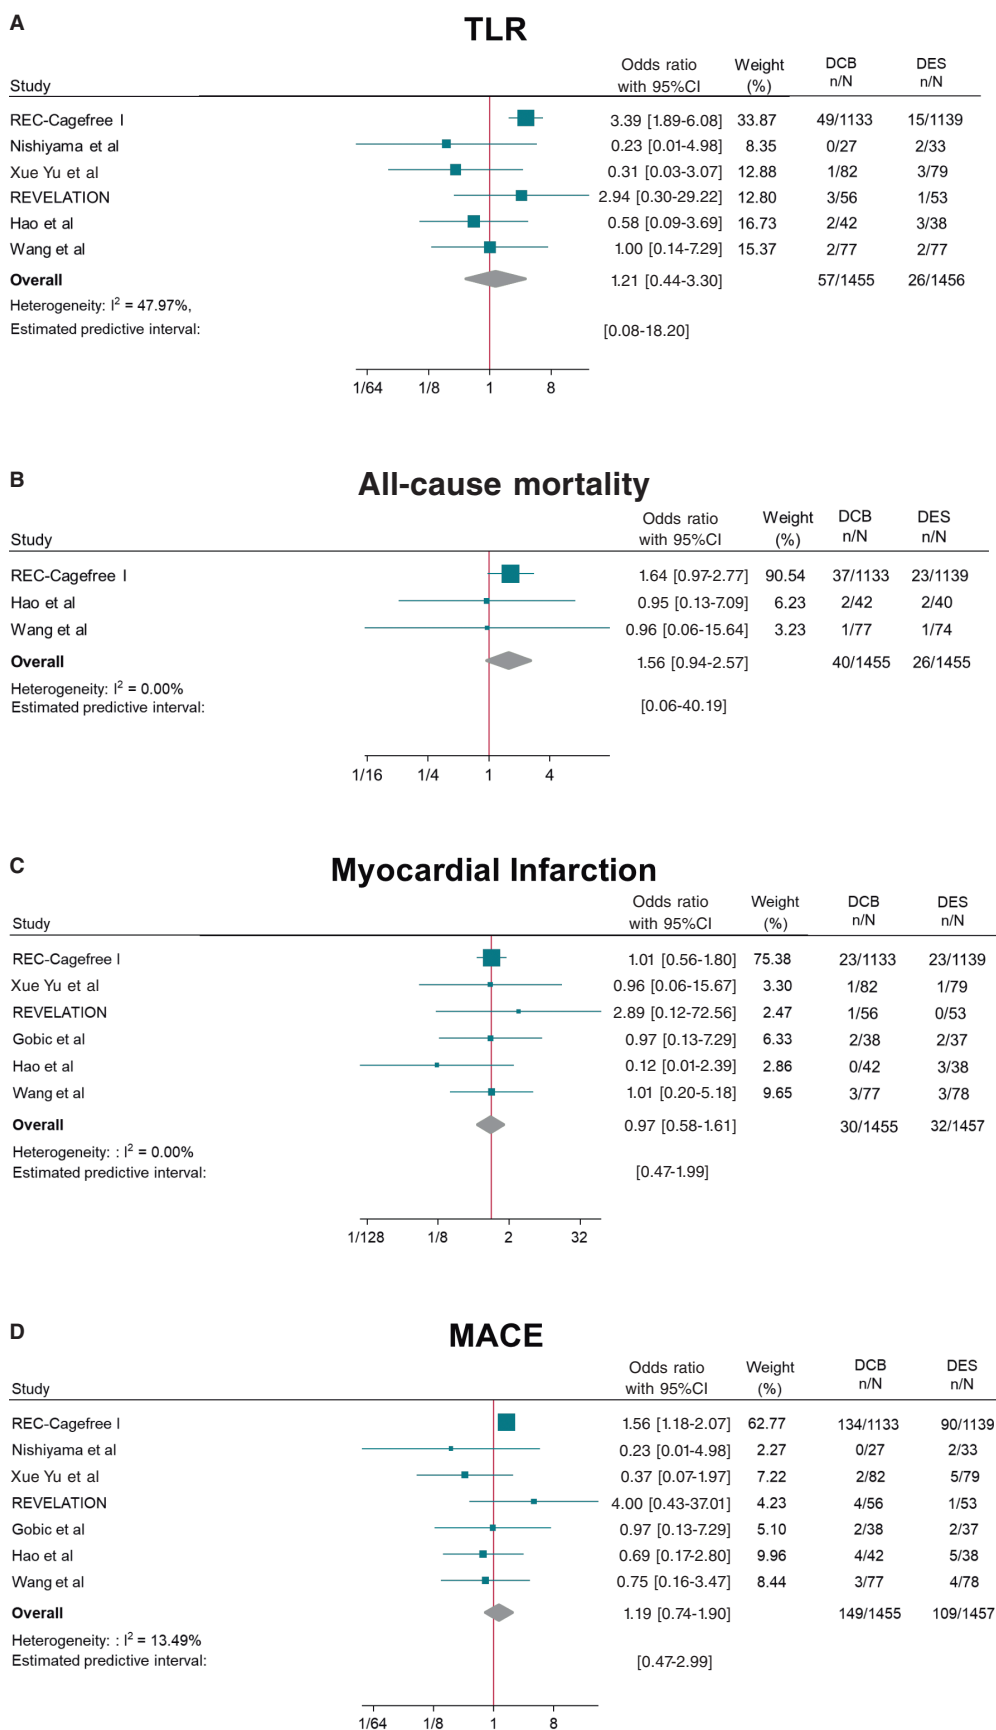 A
TLR
Study Odds ratio with 95%CI Weight (%) DCB n/N DES n/N
REC-Cagefree I 3.39 [1.89-6.08] 33.87 49/1133 15/1139
Nishiyama et al 0.23 [0.01-4.98] 8.35 0/27 2/33
Xue Yu et al 0.31 [0.03-3.07] 12.88 1/82 3/79
REVELATION 2.94 [0.30-29.22] 12.80 3/56 1/53
Hao et al 0.58 [0.09-3.69] 16.73 2/42 3/38
Wang et al 1.00 [0.14-7.29] 15.37 2/77 2/77
Overall 1.21 [0.44-3.30] 57/1455 26/1456
Heterogeneity: I² = 47.97%,
Estimated predictive interval: [0.08-18.20]
1/64 1/8 1 8
B
All-cause mortality
Study Odds ratio with 95%CI Weight (%) DCB n/N DES n/N
REC-Cagefree I 1.64 [0.97-2.77] 90.54 37/1133 23/1139
Hao et al 0.95 [0.13-7.09] 6.23 2/42 2/40
Wang et al 0.96 [0.06-15.64] 3.23 1/77 1/74
Overall 1.56 [0.94-2.57] 40/1455 26/1455
Heterogeneity: I² = 0.00%
Estimated predictive interval: [0.06-40.19]
1/16 1/4 1 4
C
Myocardial Infarction
Study Odds ratio with 95%CI Weight (%) DCB n/N DES n/N
REC-Cagefree I 1.01 [0.56-1.80] 75.38 23/1133 23/1139
Xue Yu et al 0.96 [0.06-15.67] 3.30 1/82 1/79
REVELATION 2.89 [0.12-72.56] 2.47 1/56 0/53
Gobic et al 0.97 [0.13-7.29] 6.33 2/38 2/37
Hao et al 0.12 [0.01-2.39] 2.86 0/42 3/38
Wang et al 1.01 [0.20-5.18] 9.65 3/77 3/78
Overall 0.97 [0.58-1.61] 30/1455 32/1457
Heterogeneity: : I² = 0.00%
Estimated predictive interval: [0.47-1.99]
1/128 1/8 2 32
D
MACE
Study Odds ratio with 95%CI Weight (%) DCB n/N DES n/N
REC-Cagefree I 1.56 [1.18-2.07] 62.77 134/1133 90/1139
Nishiyama et al 0.23 [0.01-4.98] 2.27 0/27 2/33
Xue Yu et al 0.37 [0.07-1.97] 7.22 2/82 5/79
REVELATION 4.00 [0.43-37.01] 4.23 4/56 1/53
Gobic et al 0.97 [0.13-7.29] 5.10 2/38 2/37
Hao et al 0.69 [0.17-2.80] 9.96 4/42 5/38
Wang et al 0.75 [0.16-3.47] 8.44 3/77 4/78
Overall 1.19 [0.74-1.90] 149/1455 109/1457
Heterogeneity: : I² = 13.49%
Estimated predictive interval: [0.47-2.99]
1/64 1/8 1 8